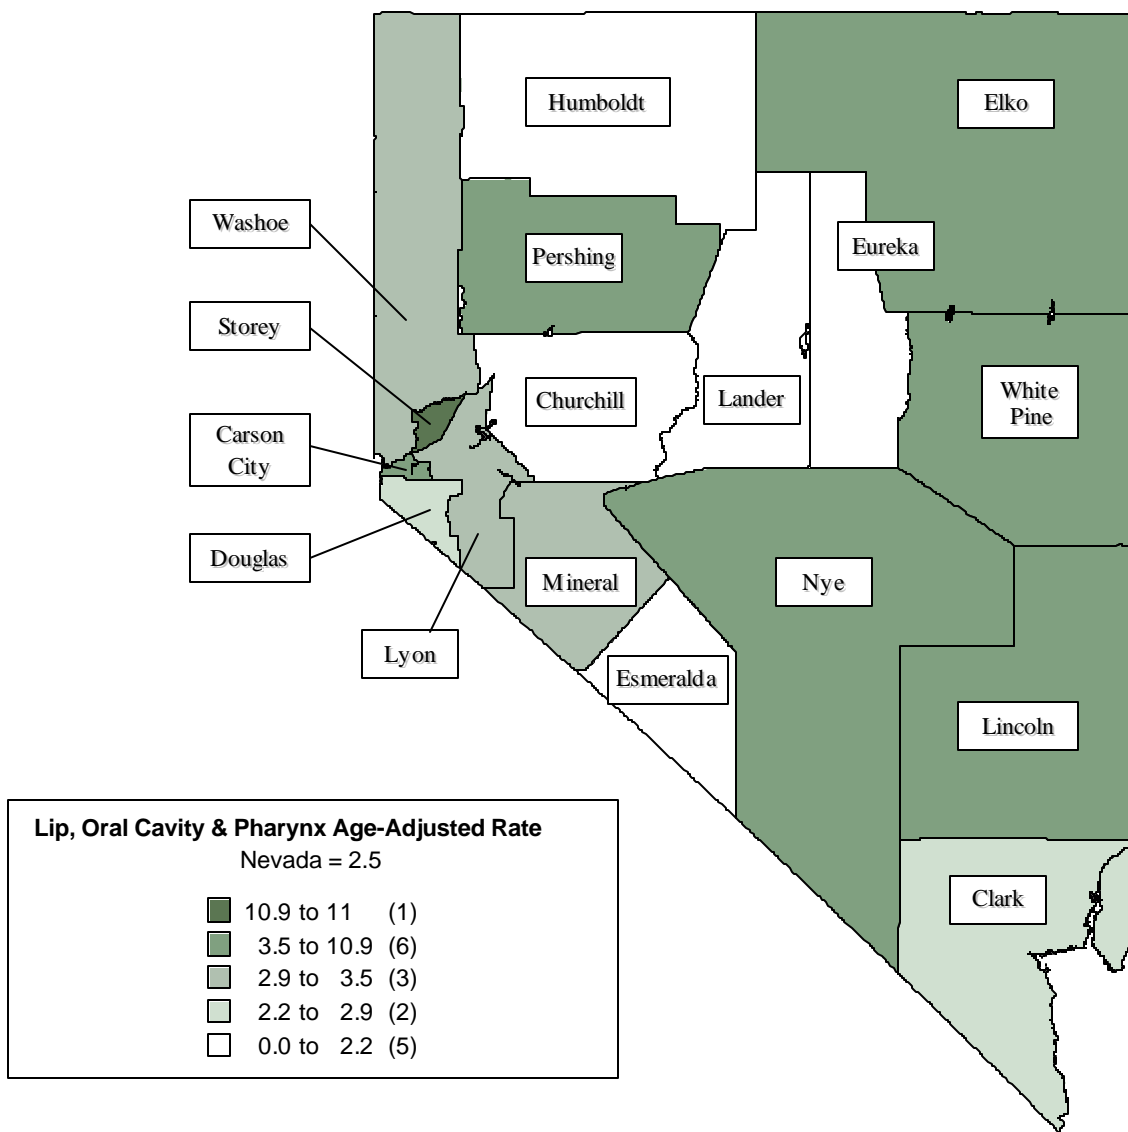 Humboldt
Elko
Washoe
Pershing
Eureka
Storey
Churchill
Lander
White
Pine
Carson
City
Douglas
Mineral
Nye
Lyon
Esmeralda
Lincoln
Clark
Lip, Oral Cavity & Pharynx Age-Adjusted Rate
Nevada = 2.5
10.9 to 11 (1)
3.5 to 10.9 (6)
2.9 to 3.5 (3)
2.2 to 2.9 (2)
0.0 to 2.2 (5)